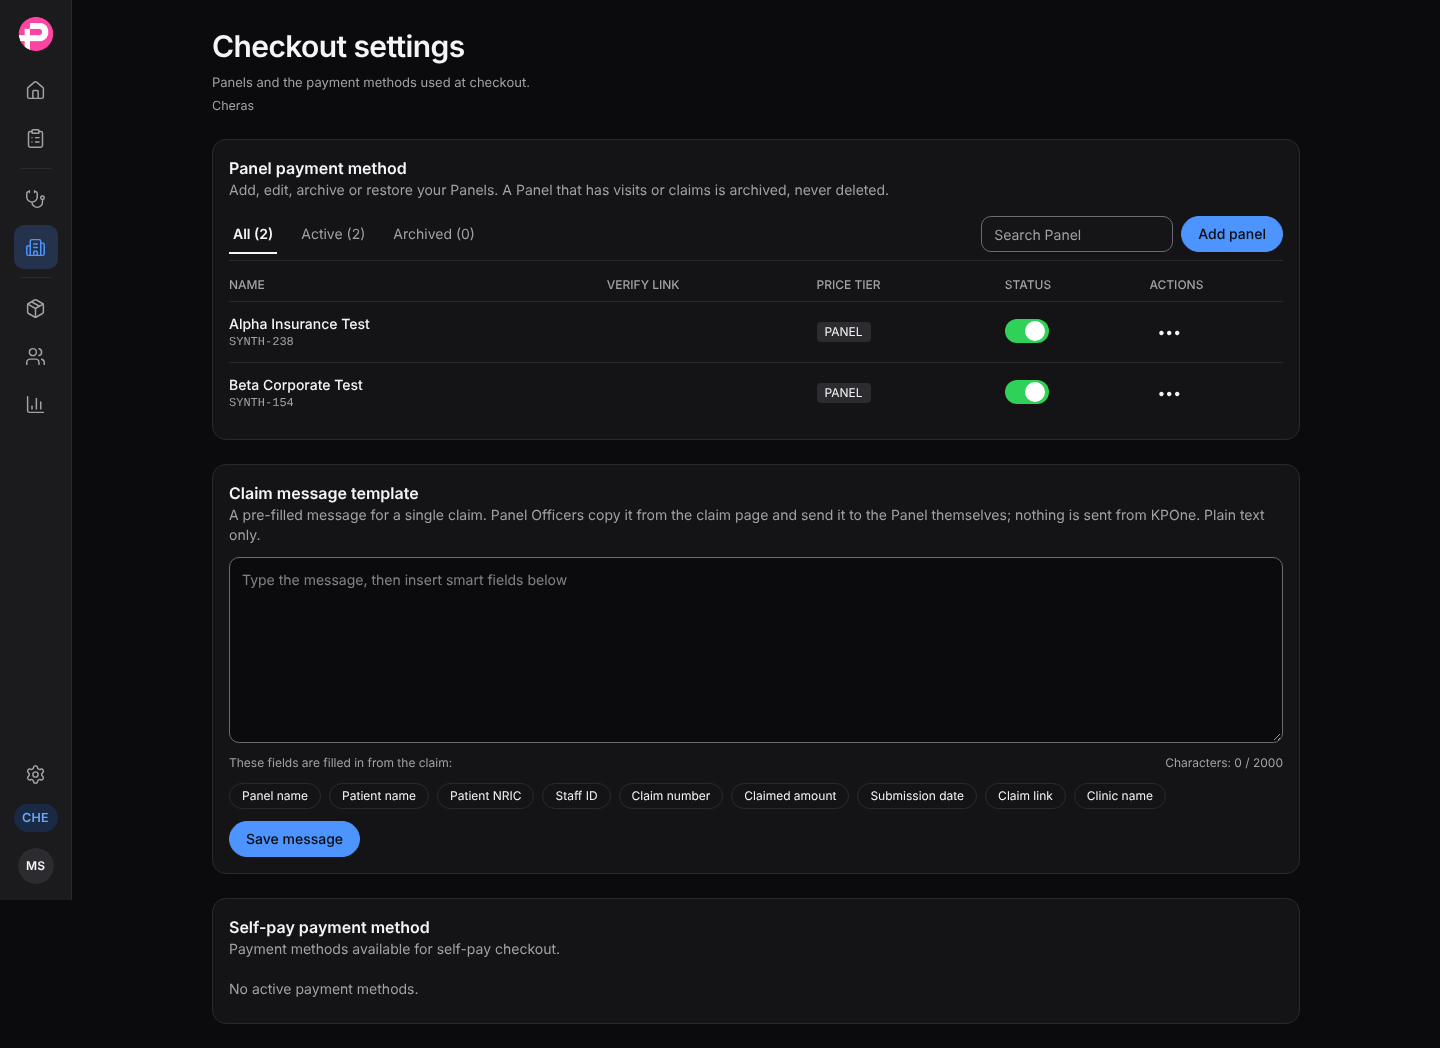 Checkout settings
Panels and the payment methods used at checkout.
Cheras
Panel payment method
Add, edit, archive or restore your Panels. A Panel that has visits or claims is archived, never deleted.
All (2) Active (2) Archived (0) Search Panel Add panel
NAME VERIFY LINK PRICE TIER STATUS ACTIONS
Alpha Insurance Test
SYNTH-238
PANEL
Beta Corporate Test
SYNTH-154
PANEL
Claim message template
A pre-filled message for a single claim. Panel Officers copy it from the claim page and send it to the Panel themselves; nothing is sent from KPOne. Plain text
only.
Type the message, then insert smart fields below
These fields are filled in from the claim: Characters: 0 / 2000
Panel name Patient name Patient NRIC Staff ID Claim number Claimed amount Submission date Claim link Clinic name
Save message
Self-pay payment method
Payment methods available for self-pay checkout.
No active payment methods.
CHE
MS